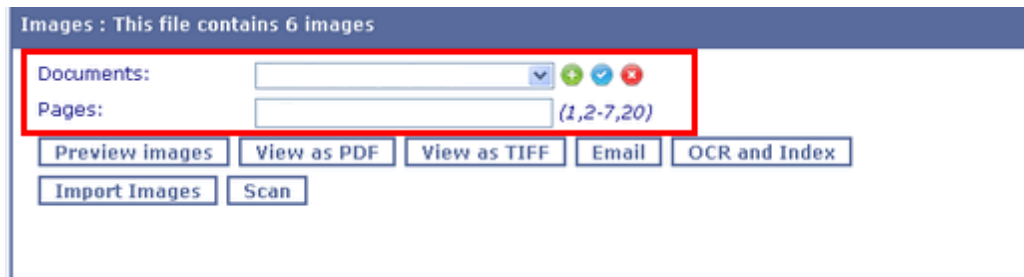 Images : This file contains 6 images
Documents:
Pages: (1,2-7,20)
Preview images View as PDF View as TIFF Email OCR and Index
Import Images Scan